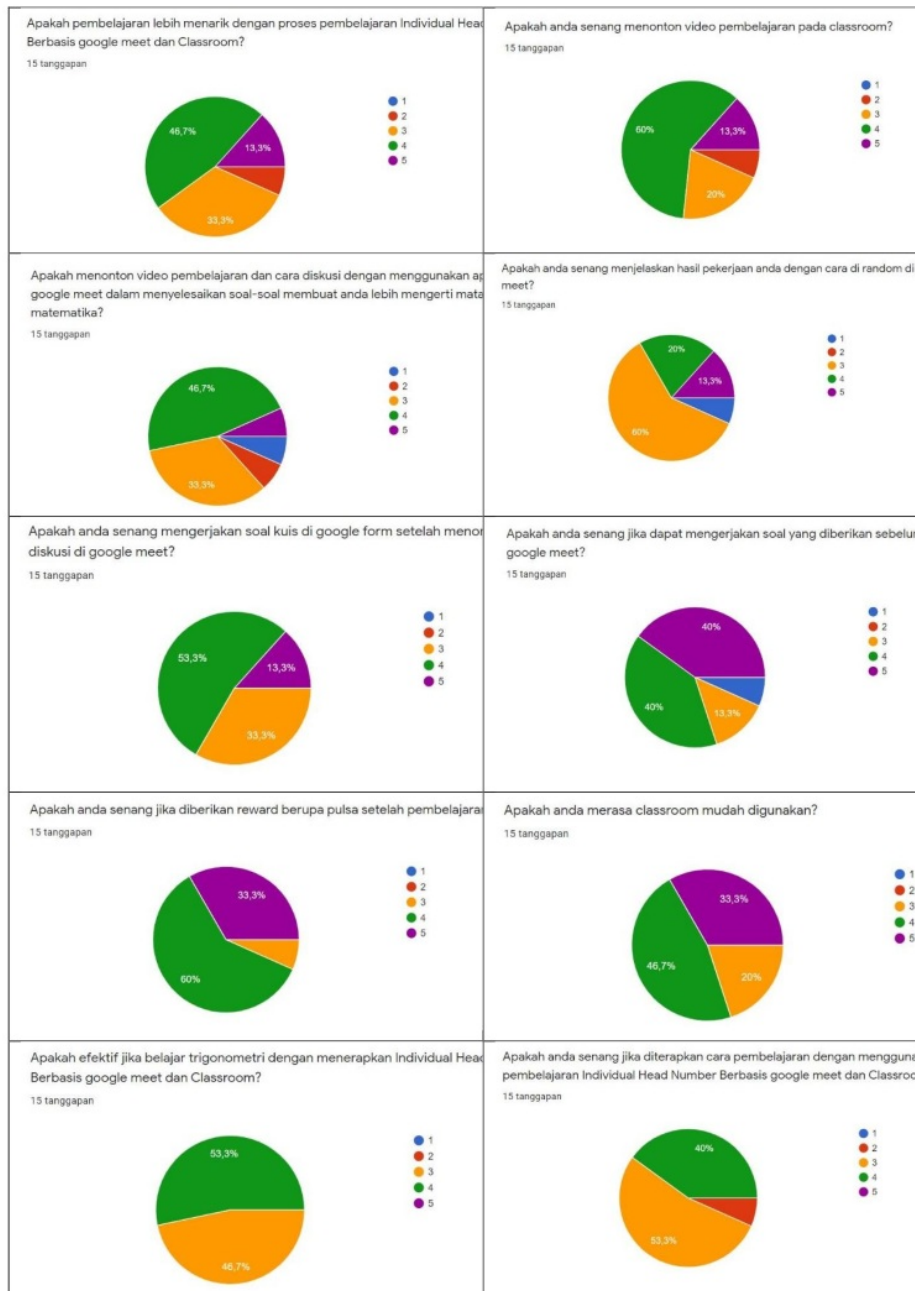 Apakah pembelajaran lebih menarik dengan proses pembelajaran Individual Head
Berbasis google meet dan Classroom?
15 tanggapan
46,7%
13,3%
33,3%
1
2
3
4
5
Apakah anda senang menonton video pembelajaran pada classroom?
15 tanggapan
60%
13,3%
20%
1
2
3
4
5
Apakah menonton video pembelajaran dan cara diskusi dengan menggunakan ap
google meet dalam menyelesaikan soal-soal membuat anda lebih mengerti mata
matematika?
15 tanggapan
46,7%
33,3%
1
2
3
4
5
Apakah anda senang menjelaskan hasil pekerjaan anda dengan cara di random di
meet?
15 tanggapan
20%
13,3%
60%
1
2
3
4
5
Apakah anda senang mengerjakan soal kuis di google form setelah menon
diskusi di google meet?
15 tanggapan
53,3%
13,3%
33,3%
1
2
3
4
5
Apakah anda senang jika dapat mengerjakan soal yang diberikan sebelum
google meet?
15 tanggapan
40%
40%
13,3%
1
2
3
4
5
Apakah anda senang jika diberikan reward berupa pulsa setelah pembelajaran
15 tanggapan
33,3%
60%
1
2
3
4
5
Apakah anda merasa classroom mudah digunakan?
15 tanggapan
33,3%
46,7%
20%
1
2
3
4
5
Apakah efektif jika belajar trigonometri dengan menerapkan Individual Head
Berbasis google meet dan Classroom?
15 tanggapan
53,3%
46,7%
1
2
3
4
5
Apakah anda senang jika diterapkan cara pembelajaran dengan mengguna
pembelajaran Individual Head Number Berbasis google meet dan Classroo
15 tanggapan
40%
53,3%
1
2
3
4
5